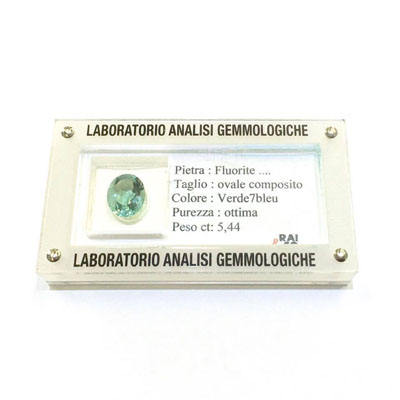 LABORATORIO ANALISI GEMMOLOGICHE
Pietra : Fluorite ....
Taglio : ovale composito
Colore : Verde7bleu
Purezza : ottima
Peso ct: 5,44
RAI
LABORATORIO ANALISI GEMMOLOGICHE